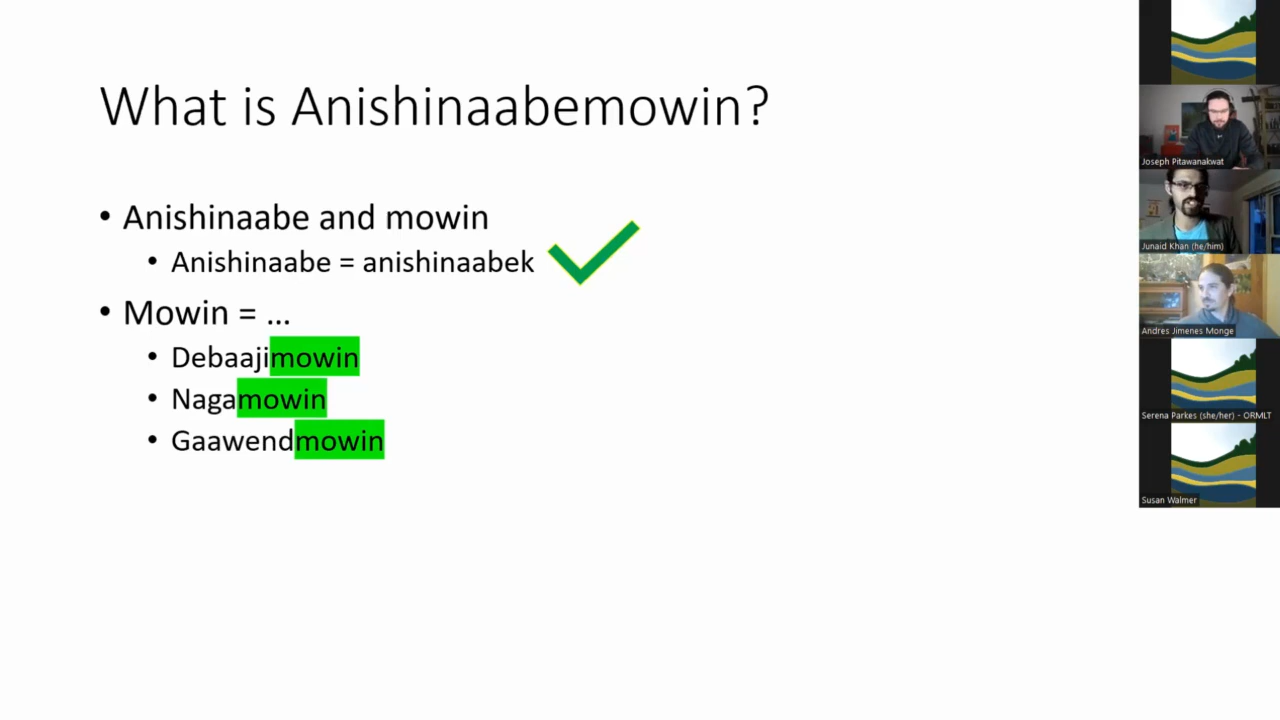 What is Anishinaabemowin?
• Anishinaabe and mowin
• Anishinaabe = anishinaabek
• Mowin = ...
• Debaajimowin
• Nagamowin
• Gaawendmowin
Joseph Pitawanakwat
Junaid Khan (he/him)
Andres Jimenes Monge
Serena Parkes (she/her) - ORMLT
Susan Walmer